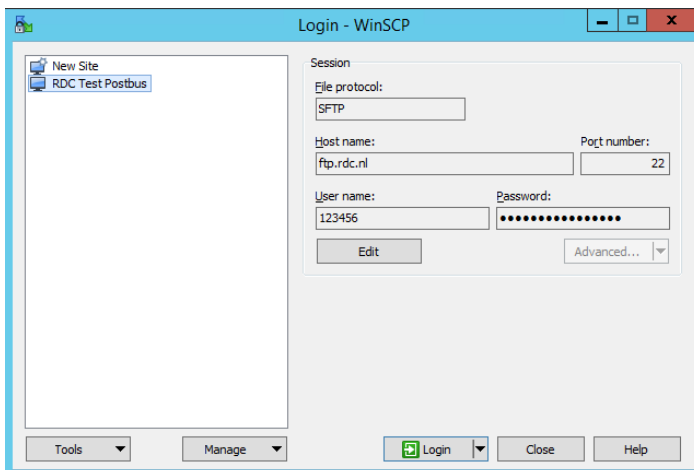 Login - WinSCP
New Site
RDC Test Postbus
Session
File protocol:
SFTP
Host name:
Port number:
ftp.rdc.nl
22
User name:
Password:
123456
••••••••••••••••
Edit
Advanced...
Tools
Manage
Login
Close
Help